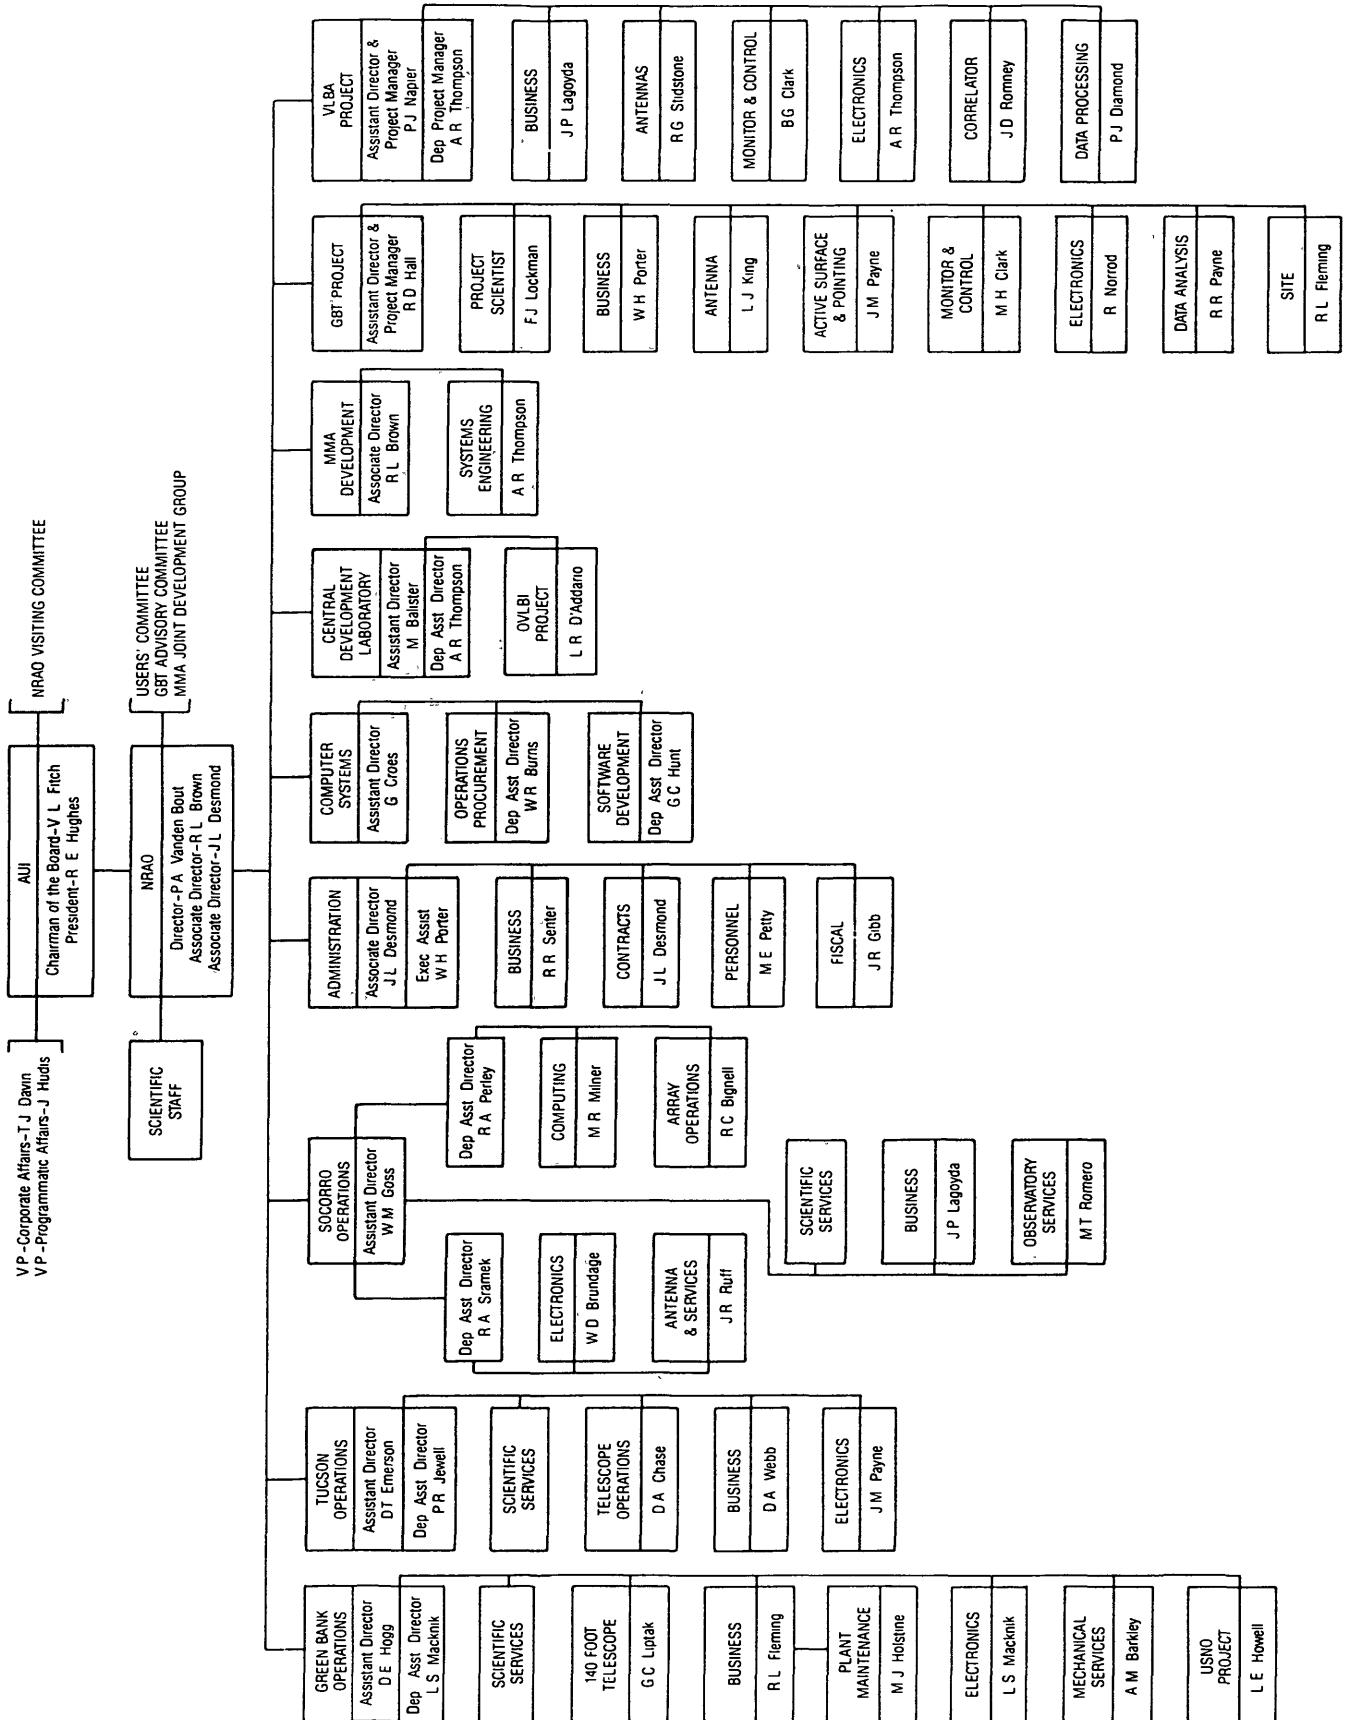 VP-Corporate Affairs-T J Davin
VP-Programmatic Affairs-J Hudis
AUI
Chairman of the Board-V L Fitch
President-R E Hughes
NRAO VISITING COMMITTEE
SCIENTIFIC
STAFF
NRAO
Director-P A Vanden Bout
Associate Director-R L Brown
Associate Director-J L Desmond
USERS' COMMITTEE
GBT ADVISORY COMMITTEE
MMA JOINT DEVELOPMENT GROUP
GREEN BANK
OPERATIONS
Assistant Director
D E Hogg
Dep Asst Director
L S Macknik
SCIENTIFIC
SERVICES
140 FOOT
TELESCOPE
G C Liptak
BUSINESS
R L Fleming
PLANT
MAINTENANCE
M J Holstine
ELECTRONICS
L S Macknik
MECHANICAL
SERVICES
A M Barkley
USNO
PROJECT
L E Howell
TUCSON
OPERATIONS
Assistant Director
DT Emerson
Dep Asst Director
P R Jewell
SCIENTIFIC
SERVICES
TELESCOPE
OPERATIONS
D A Chase
BUSINESS
D A Webb
ELECTRONICS
J M Payne
SOCORRO
OPERATIONS
Assistant Director
W M Goss
Dep Asst Director
R A Sramek
ELECTRONICS
W D Brundage
ANTENNA
& SERVICES
J R Ruff
Dep Asst Director
R A Perley
COMPUTING
M R Milner
ARRAY
OPERATIONS
R C Bignell
SCIENTIFIC
SERVICES
BUSINESS
J P Lagoyda
OBSERVATORY
SERVICES
M T Romero
ADMINISTRATION
Associate Director
J L Desmond
Exec Assist
W H Porter
BUSINESS
R R Senter
CONTRACTS
J L Desmond
PERSONNEL
M E Petty
FISCAL
J R Gibb
COMPUTER
SYSTEMS
Assistant Director
G Croes
OPERATIONS
PROCUREMENT
Dep Asst Director
W R Burns
SOFTWARE
DEVELOPMENT
Dep Asst Director
G C Hunt
CENTRAL
DEVELOPMENT
LABORATORY
Assistant Director
M Balister
Dep Asst Director
A R Thompson
OVLBI
PROJECT
L R D'Addario
MMA
DEVELOPMENT
Associate Director
R L Brown
SYSTEMS
ENGINEERING
A R Thompson
GBT PROJECT
Assistant Director &
Project Manager
R D Hall
PROJECT
SCIENTIST
F J Lockman
BUSINESS
W H Porter
ANTENNA
L J King
ACTIVE SURFACE
& POINTING
J M Payne
MONITOR &
CONTROL
M H Clark
ELECTRONICS
R Norrod
DATA ANALYSIS
R R Payne
SITE
R L Fleming
VLBA
PROJECT
Assistant Director &
Project Manager
PJ Napier
Dep Project Manager
A R Thompson
BUSINESS
J P Lagoyda
ANTENNAS
R G Stidstone
MONITOR & CONTROL
BG Clark
ELECTRONICS
A R Thompson
CORRELATOR
J D Romney
DATA PROCESSING
PJ Diamond